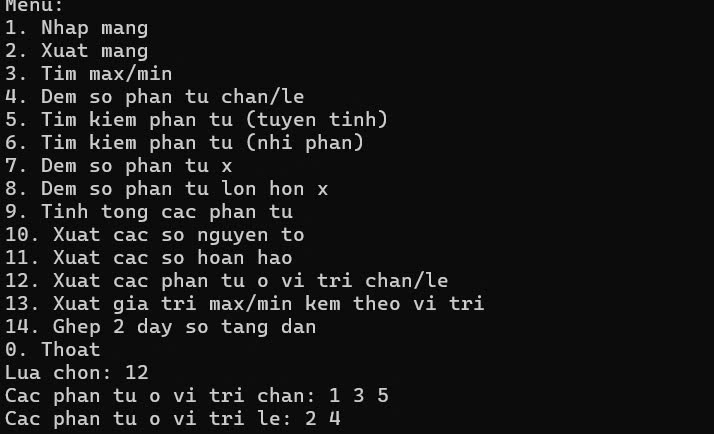 Menu:
1. Nhap mang
2. Xuat mang
3. Tim max/min
4. Dem so phan tu chan/le
5. Tim kiem phan tu (tuyen tinh)
6. Tim kiem phan tu (nhi phan)
7. Dem so phan tu x
8. Dem so phan tu lon hon x
9. Tinh tong cac phan tu
10. Xuat cac so nguyen to
11. Xuat cac so hoan hao
12. Xuat cac phan tu o vi tri chan/le
13. Xuat gia tri max/min kem theo vi tri
14. Ghep 2 day so tang dan
0. Thoat
Lua chon: 12
Cac phan tu o vi tri chan: 1 3 5
Cac phan tu o vi tri le: 2 4